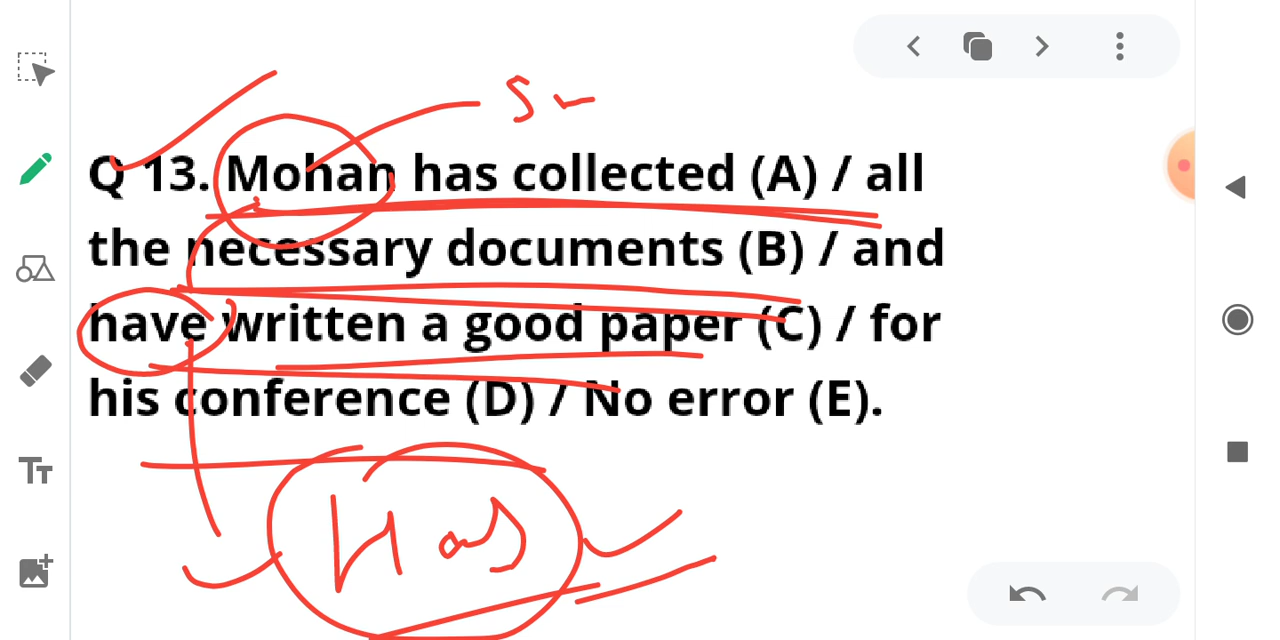 S
Q 13. Mohan has collected (A) / all
the necessary documents (B) / and
have written a good paper (C) / for
his conference (D) / No error (E).
Has
Tт